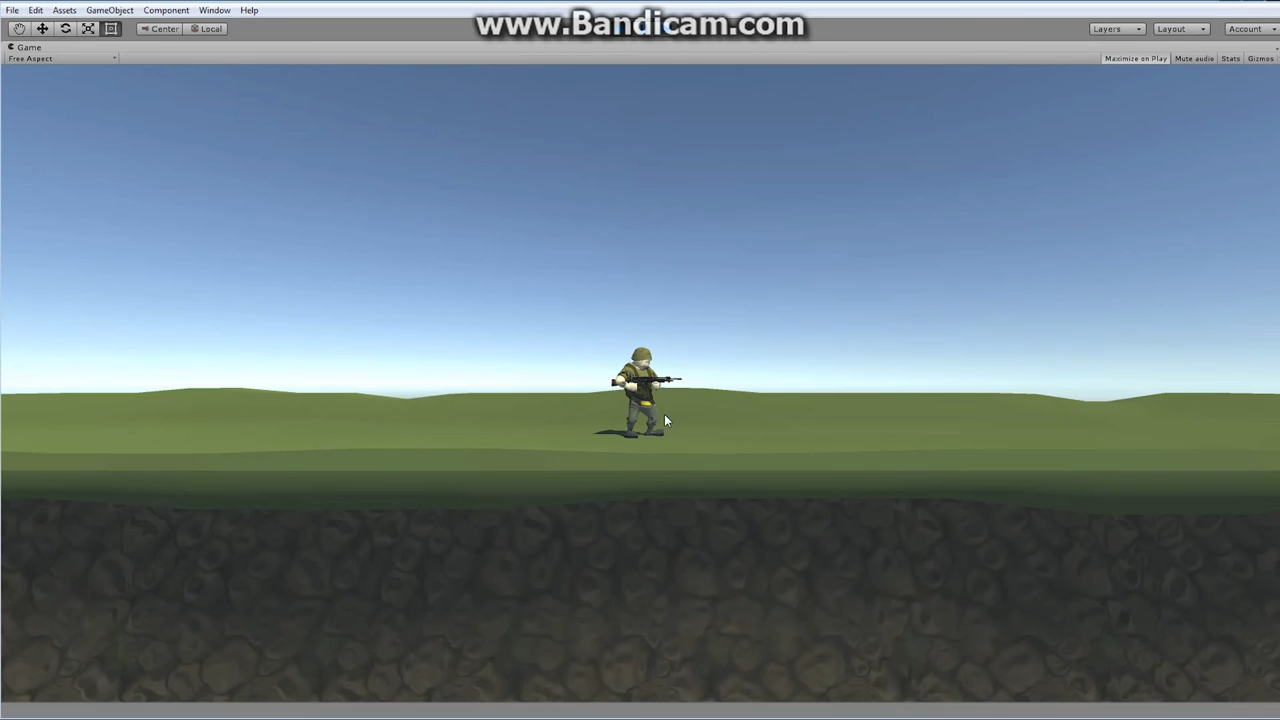 File Edit Assets GameObject Component Window Help
www.Bandicam.com
Center Local
Layers Layout Account
Game
Free Aspect
Maximize on Play Mute audio Stats Gizmos